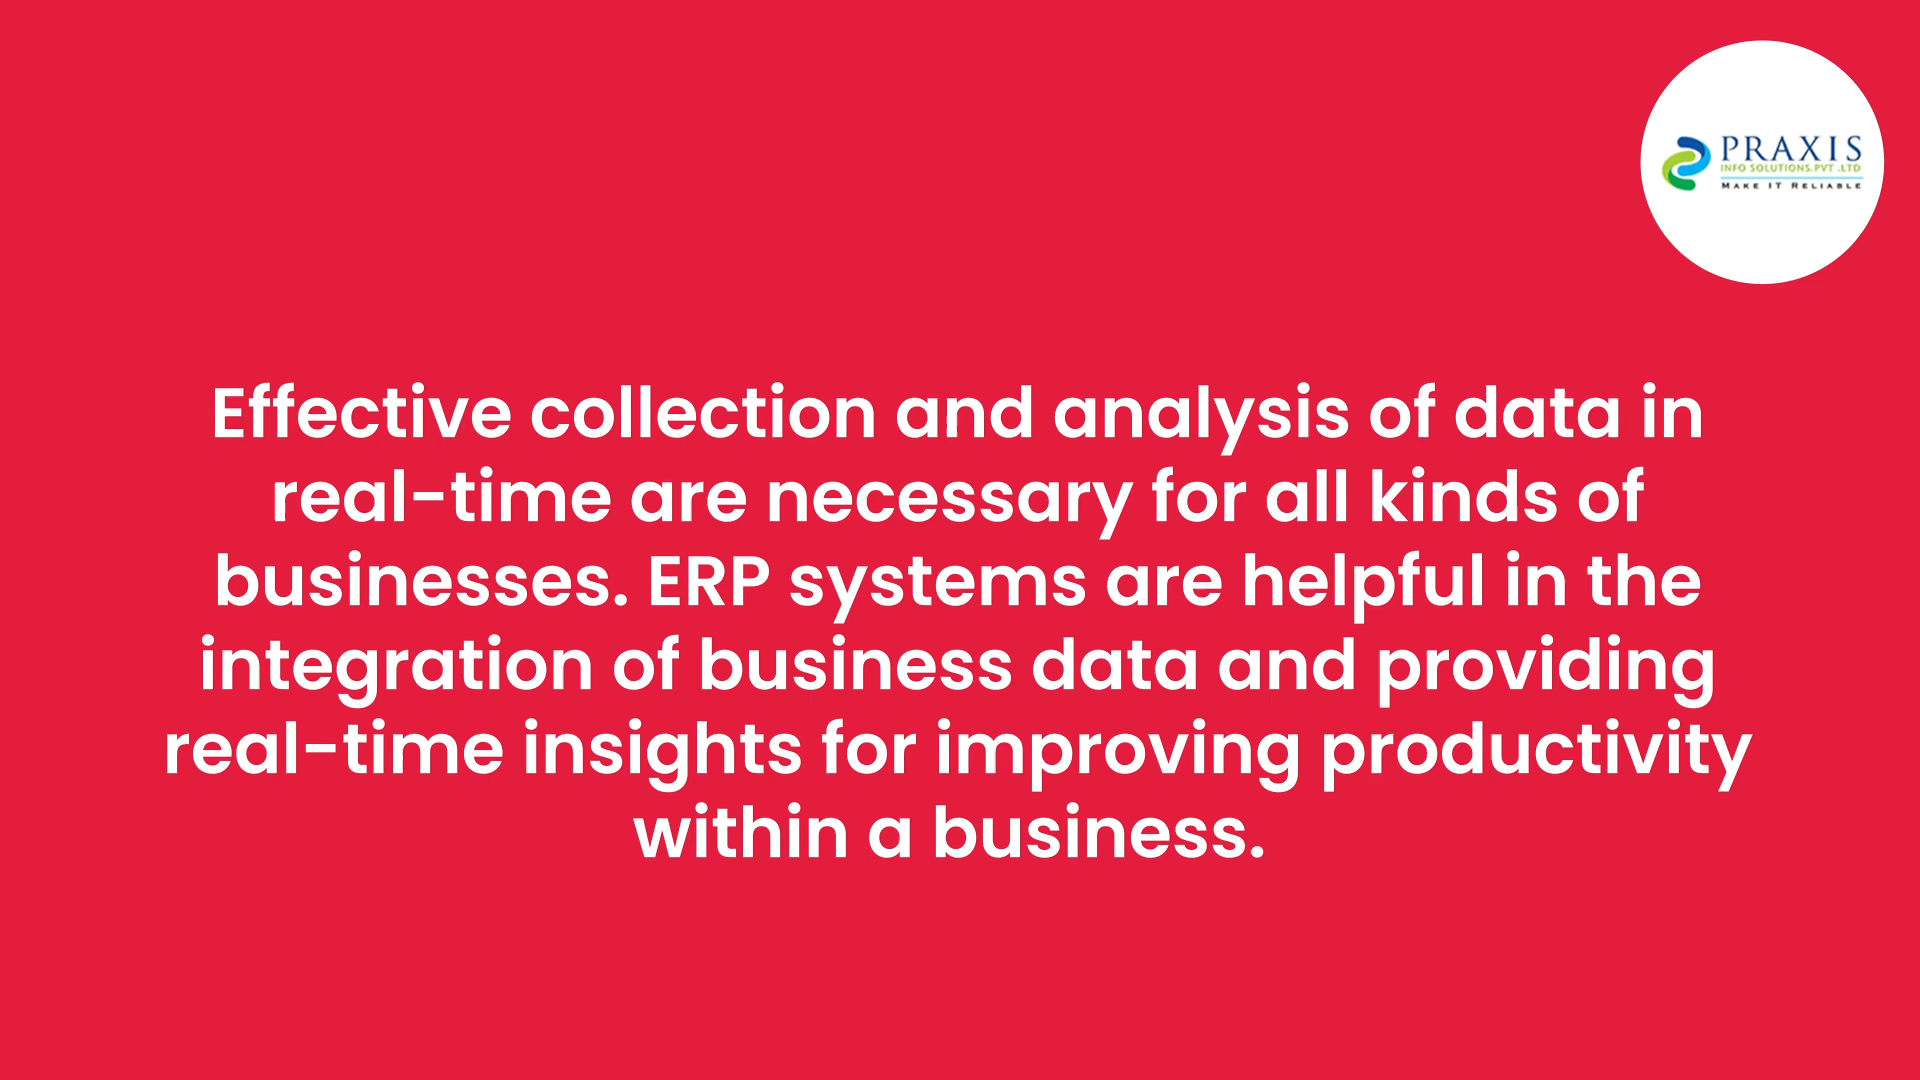 PRAXIS
INFO SOLUTIONS.PVT .LTD
MAKE IT RELIABLE
Effective collection and analysis of data in
real-time are necessary for all kinds of
businesses. ERP systems are helpful in the
integration of business data and providing
real-time insights for improving productivity
within a business.